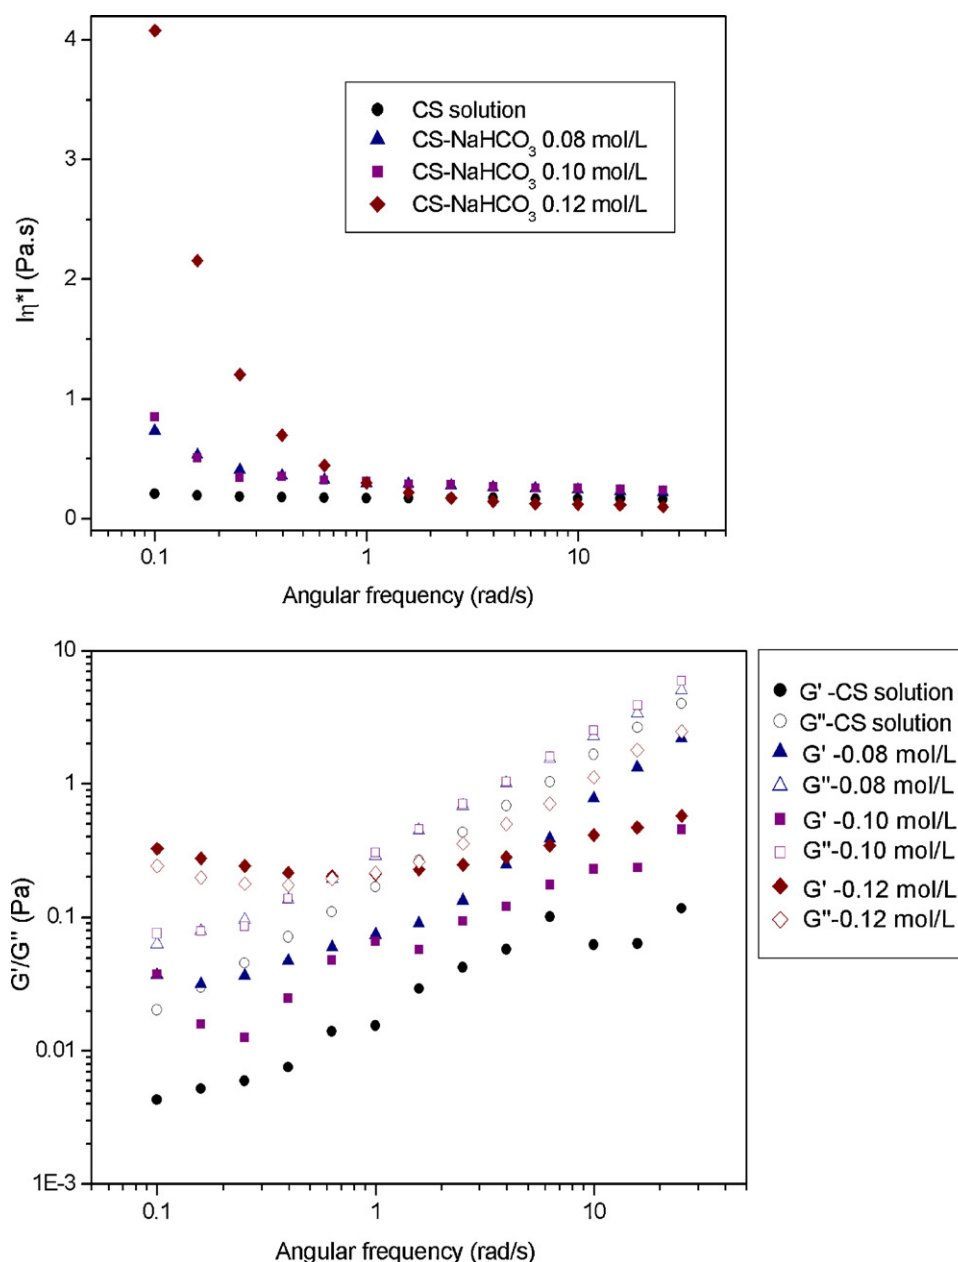 4
3
2
1
0
Iη*I (Pa.s)
CS solution
CS-NaHCO₃ 0.08 mol/L
CS-NaHCO₃ 0.10 mol/L
CS-NaHCO₃ 0.12 mol/L
0.1 1 10
Angular frequency (rad/s)
10
1
0.1
0.01
1E-3
G'/G'' (Pa)
G' -CS solution
G''-CS solution
G' -0.08 mol/L
G''-0.08 mol/L
G' -0.10 mol/L
G''-0.10 mol/L
G' -0.12 mol/L
G''-0.12 mol/L
0.1 1 10
Angular frequency (rad/s)